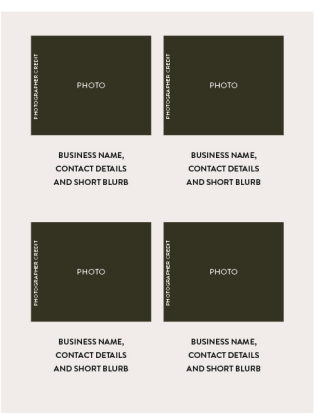 PHOTOGRAPHER CREDIT
PHOTO
PHOTOGRAPHER CREDIT
PHOTO
BUSINESS NAME,
CONTACT DETAILS
AND SHORT BLURB
BUSINESS NAME,
CONTACT DETAILS
AND SHORT BLURB
PHOTOGRAPHER CREDIT
PHOTO
PHOTOGRAPHER CREDIT
PHOTO
BUSINESS NAME,
CONTACT DETAILS
AND SHORT BLURB
BUSINESS NAME,
CONTACT DETAILS
AND SHORT BLURB